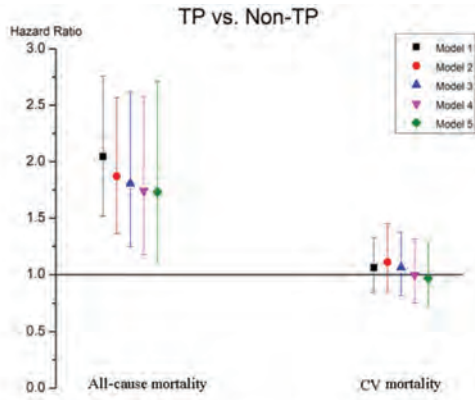 TP vs. Non-TP
Hazard Ratio
3.0
2.5
2.0
1.5
1.0
0.5
0.0
Model 1
Model 2
Model 3
Model 4
Model 5
All-cause mortality
CV mortality